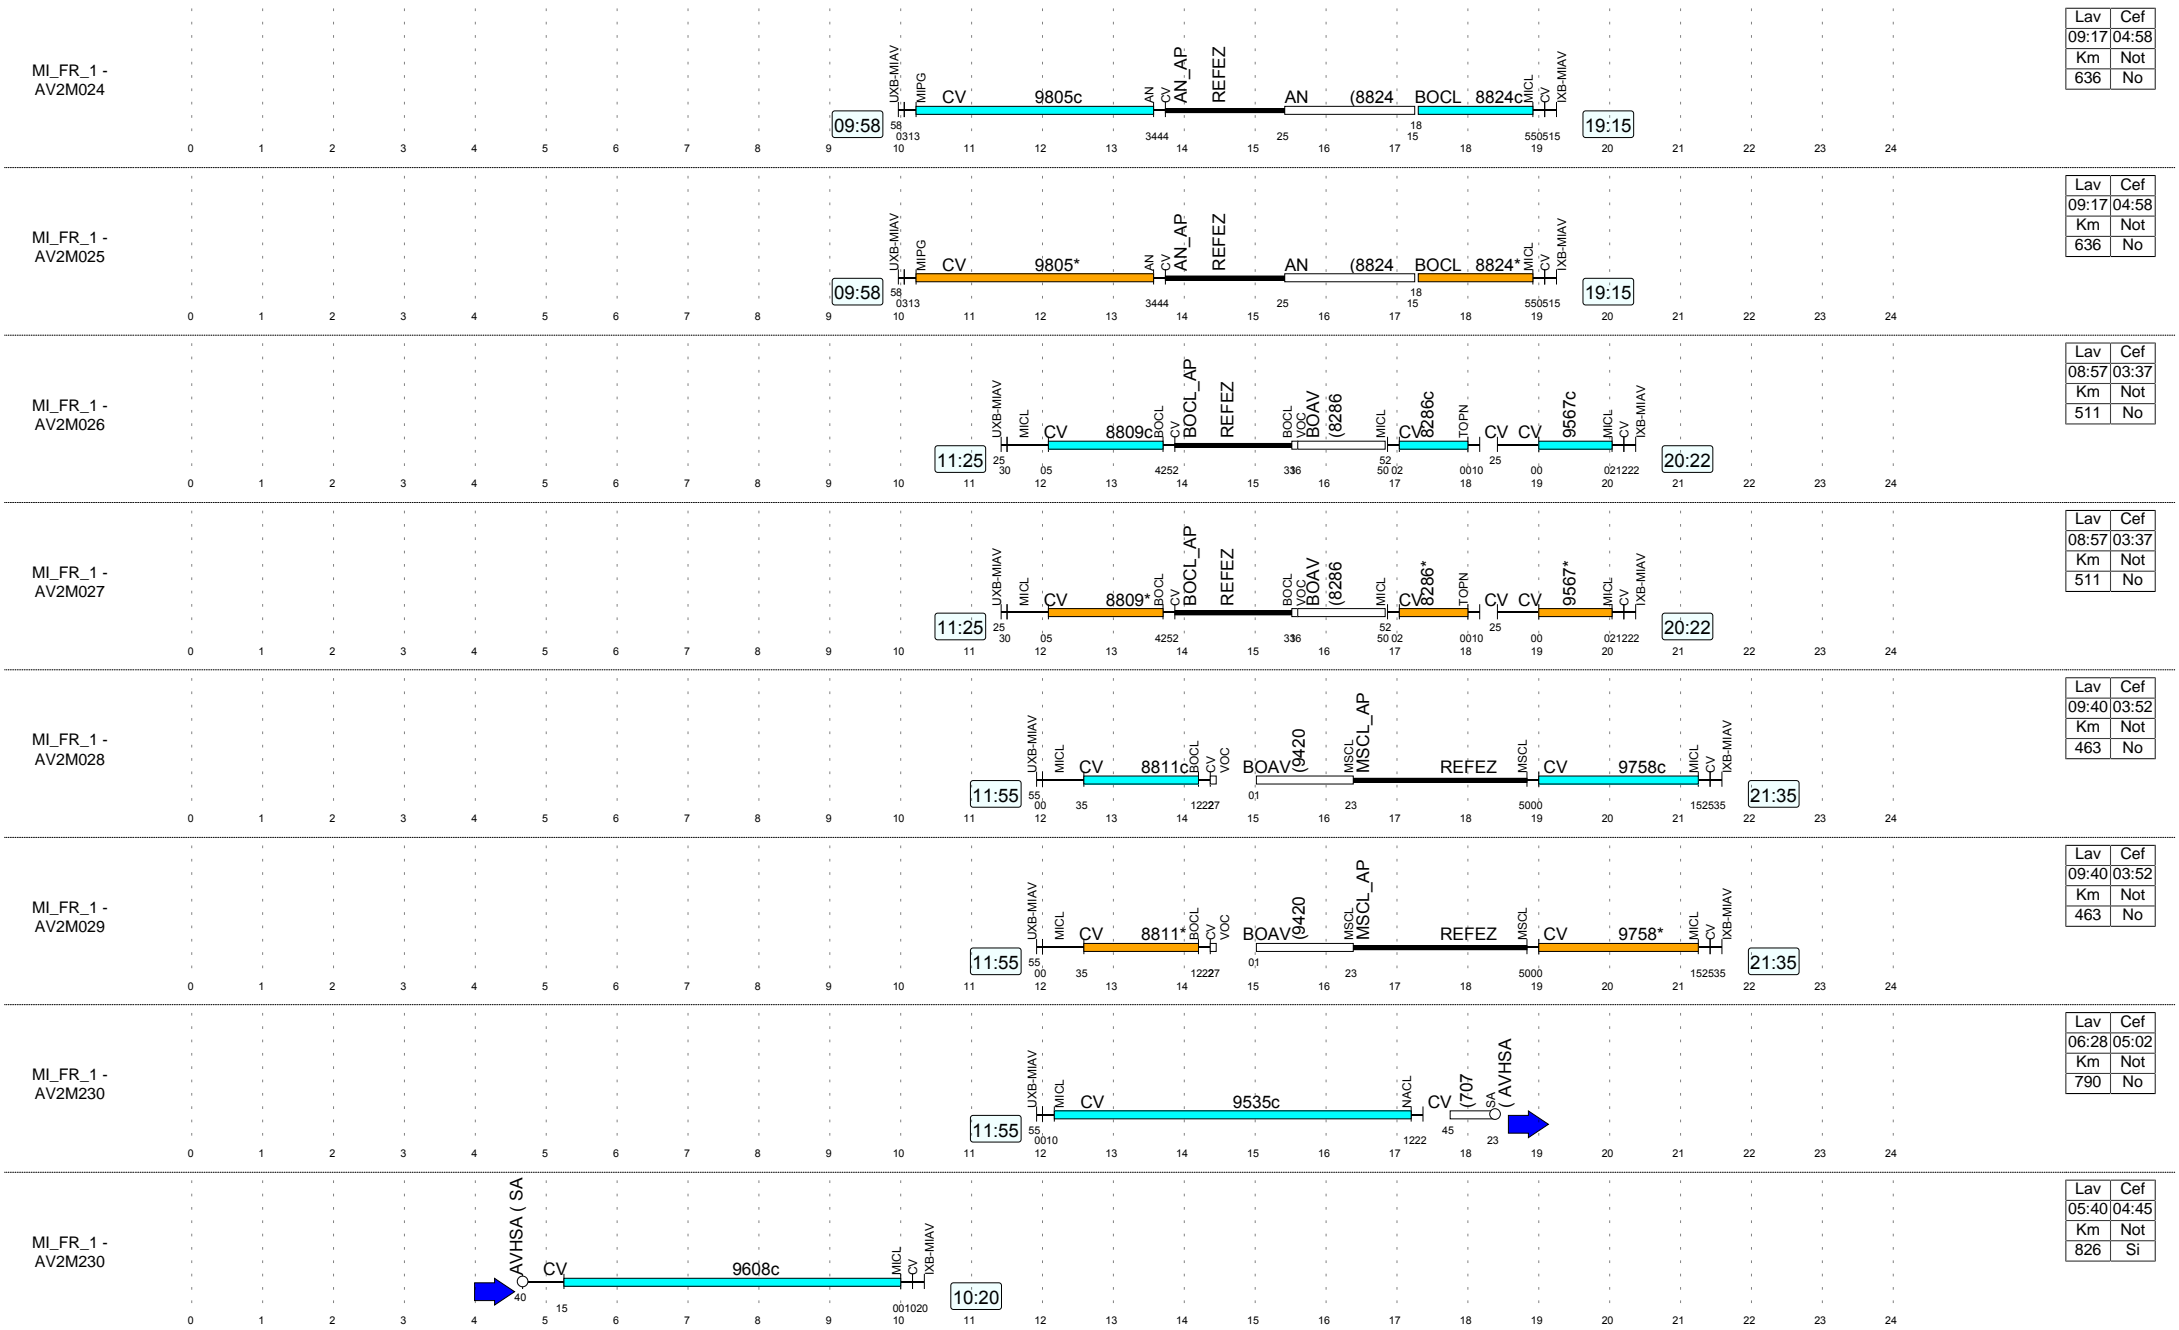 Lav Cef
09:17 04:58
Km Not
636 No
MI_FR_1 -
AV2M024
UXB-MIAV MIPG CV 9805c AN CV AN_AP REFEZ AN (8824 BOCL 8824c MICL CV IXB-MIAV
09:58 19:15
58 18
0313 3444 25 15 550515
0 1 2 3 4 5 6 7 8 9 10 11 12 13 14 15 16 17 18 19 20 21 22 23 24
Lav Cef
09:17 04:58
Km Not
636 No
MI_FR_1 -
AV2M025
UXB-MIAV MIPG CV 9805* AN CV AN_AP REFEZ AN (8824 BOCL 8824* MICL CV IXB-MIAV
09:58 19:15
58 18
0313 3444 25 15 550515
0 1 2 3 4 5 6 7 8 9 10 11 12 13 14 15 16 17 18 19 20 21 22 23 24
Lav Cef
08:57 03:37
Km Not
511 No
MI_FR_1 -
AV2M026
UXB-MIAV MICL CV 8809c BOCL CV BOCL_AP REFEZ BOCL VOC BOAV (8286 MICL CV 8286c TOPN CV CV 9567c MICL CV IXB-MIAV
11:25 20:22
25 52 25
30 05 4252 50 02 0010 00 021222
0 1 2 3 4 5 6 7 8 9 10 11 12 13 14 15 16 17 18 19 20 21 22 23 24
Lav Cef
08:57 03:37
Km Not
511 No
MI_FR_1 -
AV2M027
UXB-MIAV MICL CV 8809* BOCL CV BOCL_AP REFEZ BOCL VOC BOAV (8286 MICL CV 8286* TOPN CV CV 9567* MICL CV IXB-MIAV
11:25 20:22
25 52 25
30 05 4252 50 02 0010 00 021222
0 1 2 3 4 5 6 7 8 9 10 11 12 13 14 15 16 17 18 19 20 21 22 23 24
Lav Cef
09:40 03:52
Km Not
463 No
MI_FR_1 -
AV2M028
UXB-MIAV MICL CV 8811c BOCL CV VOC BOAV (9420 MSCL MSCL_AP REFEZ MSCL CV 9758c MICL CV IXB-MIAV
11:55 21:35
55 01
00 35 122227 23 5000 152535
0 1 2 3 4 5 6 7 8 9 10 11 12 13 14 15 16 17 18 19 20 21 22 23 24
Lav Cef
09:40 03:52
Km Not
463 No
MI_FR_1 -
AV2M029
UXB-MIAV MICL CV 8811* BOCL CV VOC BOAV (9420 MSCL MSCL_AP REFEZ MSCL CV 9758* MICL CV IXB-MIAV
11:55 21:35
55 01
00 35 122227 23 5000 152535
0 1 2 3 4 5 6 7 8 9 10 11 12 13 14 15 16 17 18 19 20 21 22 23 24
Lav Cef
06:28 05:02
Km Not
790 No
MI_FR_1 -
AV2M230
UXB-MIAV MICL CV 9535c NACL CV (707 SA ( AVHSA
11:55
55 45
0010 1222 23
0 1 2 3 4 5 6 7 8 9 10 11 12 13 14 15 16 17 18 19 20 21 22 23 24
Lav Cef
05:40 04:45
Km Not
826 Si
MI_FR_1 -
AV2M230
AVHSA ( SA CV 9608c MICL CV IXB-MIAV
10:20
40
15 001020
0 1 2 3 4 5 6 7 8 9 10 11 12 13 14 15 16 17 18 19 20 21 22 23 24